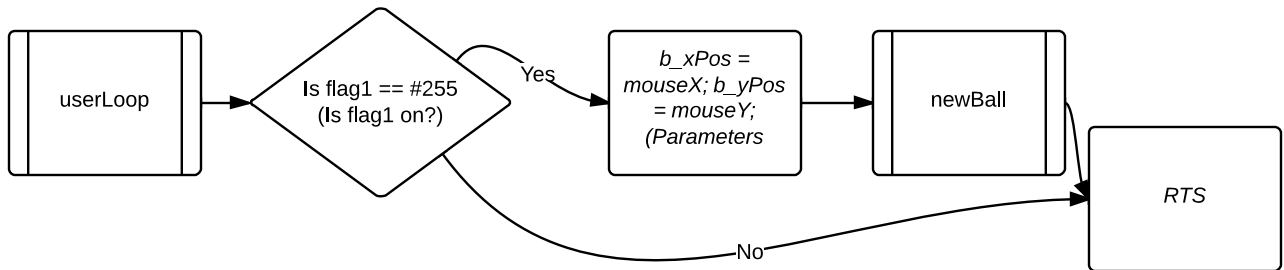 userLoop
Is flag1 == #255
(Is flag1 on?)
Yes
b_xPos =
mouseX; b_yPos
= mouseY;
(Parameters
newBall
RTS
No